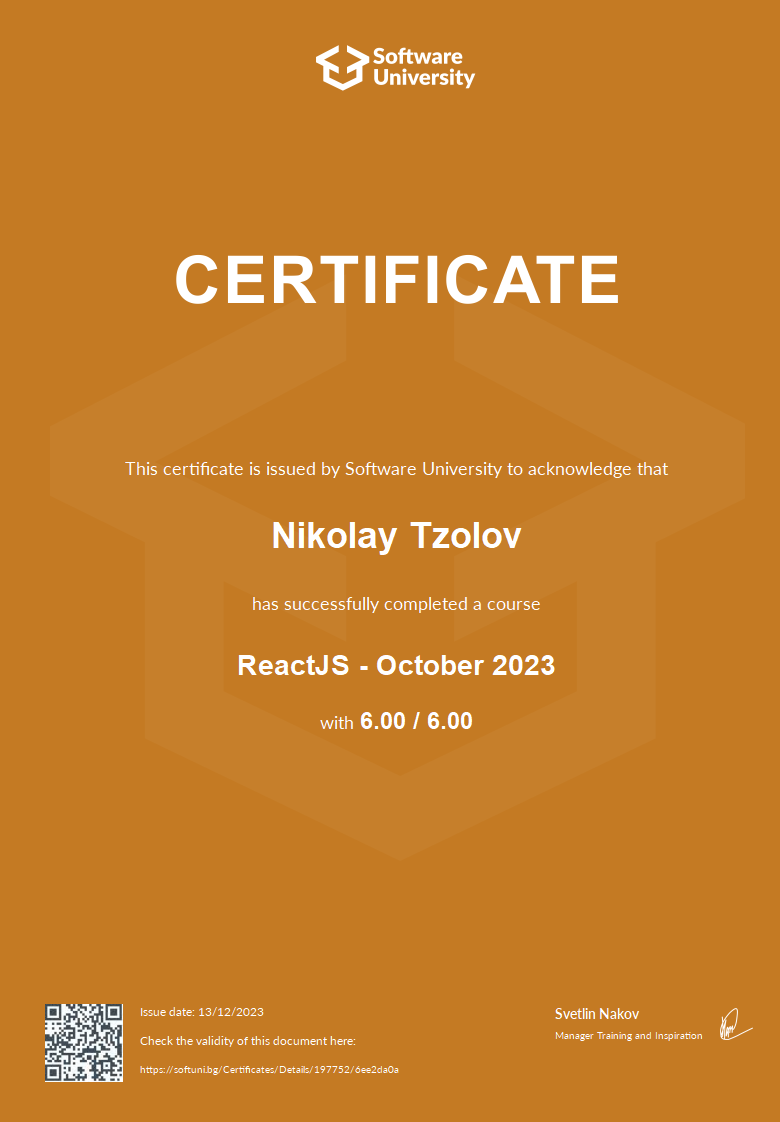 Software
University
CERTIFICATE
This certificate is issued by Software University to acknowledge that
Nikolay Tzolov
has successfully completed a course
ReactJS - October 2023
with 6.00 / 6.00
Issue date: 13/12/2023
Check the validity of this document here:
https://softuni.bg/Certificates/Details/197752/6ee2da0a
Svetlin Nakov
Manager Training and Inspiration